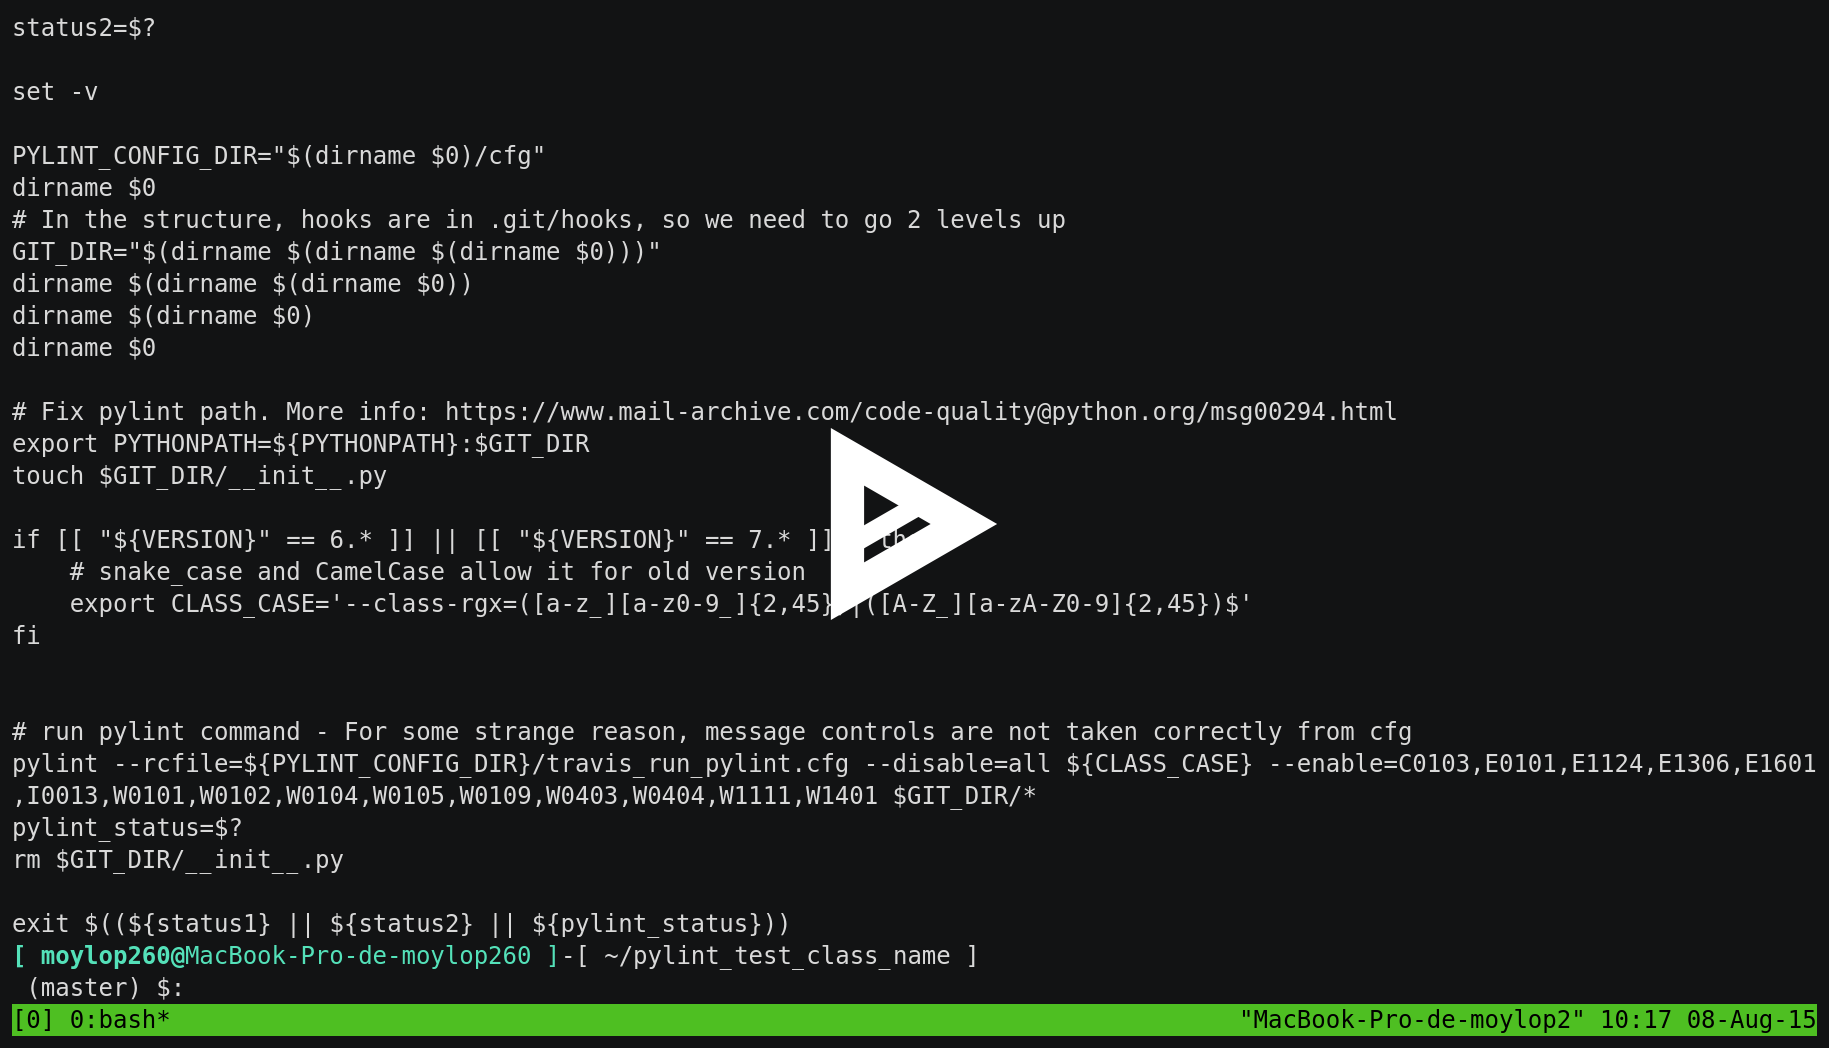 status2=$?
set -v
PYLINT_CONFIG_DIR="$(dirname $0)/cfg"
dirname $0
# In the structure, hooks are in .git/hooks, so we need to go 2 levels up
GIT_DIR="$(dirname $(dirname $(dirname $0)))"
dirname $(dirname $(dirname $0))
dirname $(dirname $0)
dirname $0
# Fix pylint path. More info: https://www.mail-archive.com/code-quality@python.org/msg00294.html
export PYTHONPATH=${PYTHONPATH}:$GIT_DIR
touch $GIT_DIR/__init__.py
if [[ "${VERSION}" == 6.* ]] || [[ "${VERSION}" == 7.* ]]
    # snake_case and CamelCase allow it for old version
    export CLASS_CASE='--class-rgx=([a-z_][a-z0-9_]{2,45})|([A-Z_][a-zA-Z0-9]{2,45})$'
fi
# run pylint command - For some strange reason, message controls are not taken correctly from cfg
pylint --rcfile=${PYLINT_CONFIG_DIR}/travis_run_pylint.cfg --disable=all ${CLASS_CASE} --enable=C0103,E0101,E1124,E1306,E1601
,I0013,W0101,W0102,W0104,W0105,W0109,W0403,W0404,W1111,W1401 $GIT_DIR/*
pylint_status=$?
rm $GIT_DIR/__init__.py
exit $((${status1} || ${status2} || ${pylint_status}))
[ moylop260@MacBook-Pro-de-moylop260 ]-[ ~/pylint_test_class_name ]
 (master) $:
[0] 0:bash* "MacBook-Pro-de-moylop2" 10:17 08-Aug-15